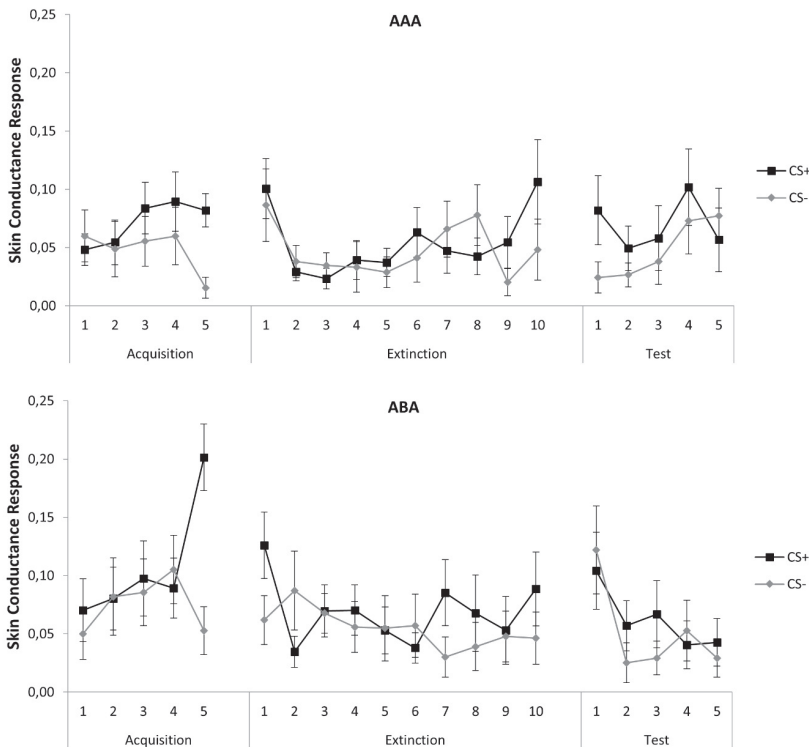 AAA
0,25
0,20
0,15
0,10
0,05
0,00
Skin Conductance Response
CS+
CS-
1 2 3 4 5 1 2 3 4 5 6 7 8 9 10 1 2 3 4 5
Acquisition Extinction Test
ABA
0,25
0,20
0,15
0,10
0,05
0,00
Skin Conductance Response
CS+
CS-
1 2 3 4 5 1 2 3 4 5 6 7 8 9 10 1 2 3 4 5
Acquisition Extinction Test